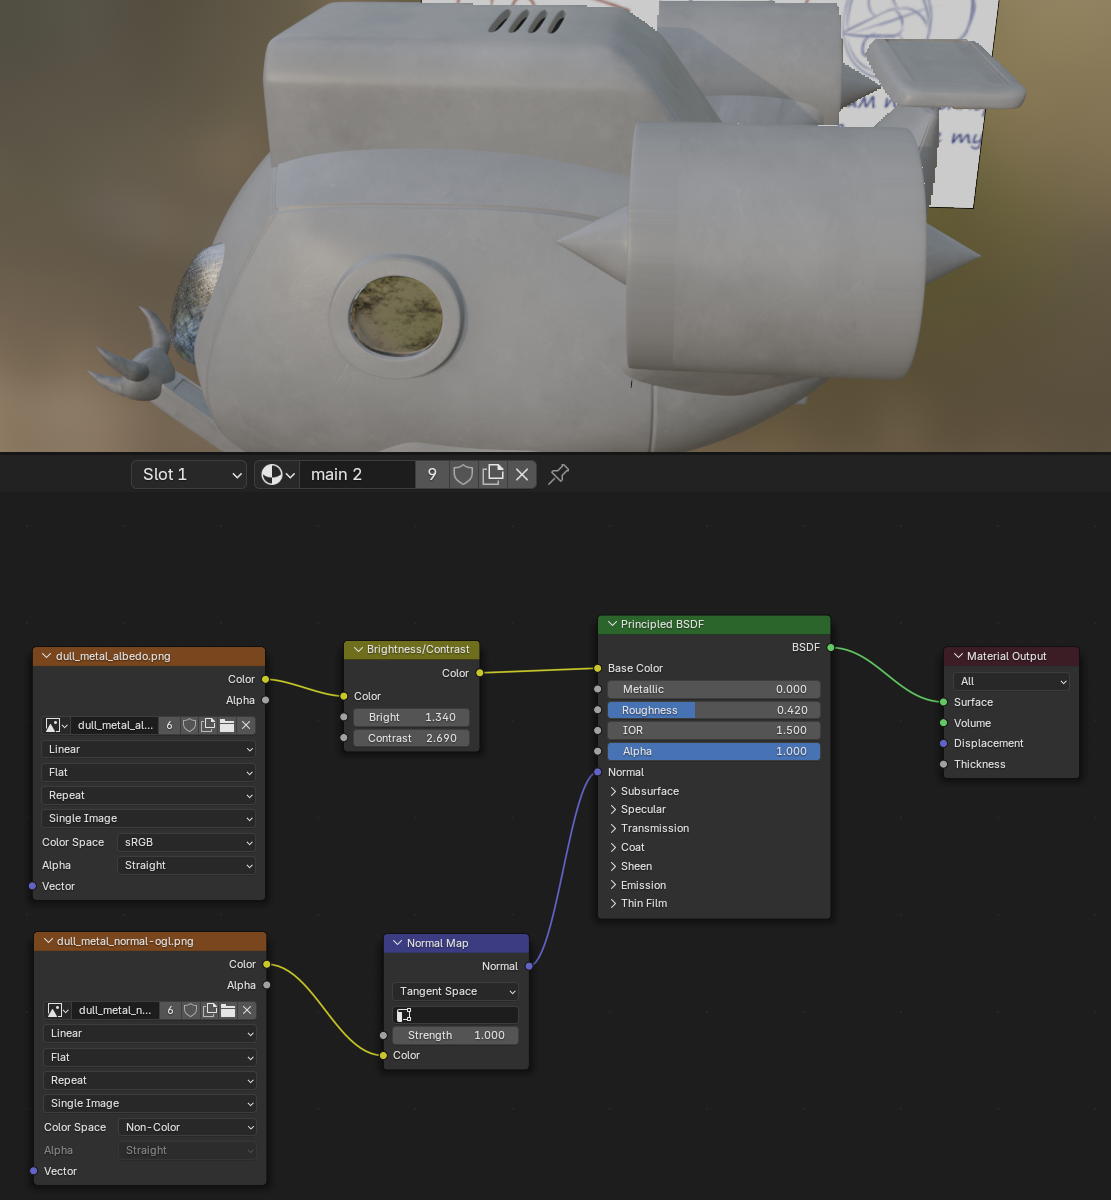 my
Slot 1
main 2
9
Principled BSDF
BSDF
Base Color
Metallic 0.000
Roughness 0.420
IOR 1.500
Alpha 1.000
Normal
Subsurface
Specular
Transmission
Coat
Sheen
Emission
Thin Film
dull_metal_albedo.png
Color
Alpha
dull_metal_al... 6
Linear
Flat
Repeat
Single Image
Color Space sRGB
Alpha Straight
Vector
Brightness/Contrast
Color
Color
Bright 1.340
Contrast 2.690
Material Output
All
Surface
Volume
Displacement
Thickness
dull_metal_normal-ogl.png
Color
Alpha
dull_metal_n... 6
Linear
Flat
Repeat
Single Image
Color Space Non-Color
Alpha Straight
Vector
Normal Map
Normal
Tangent Space
Strength 1.000
Color